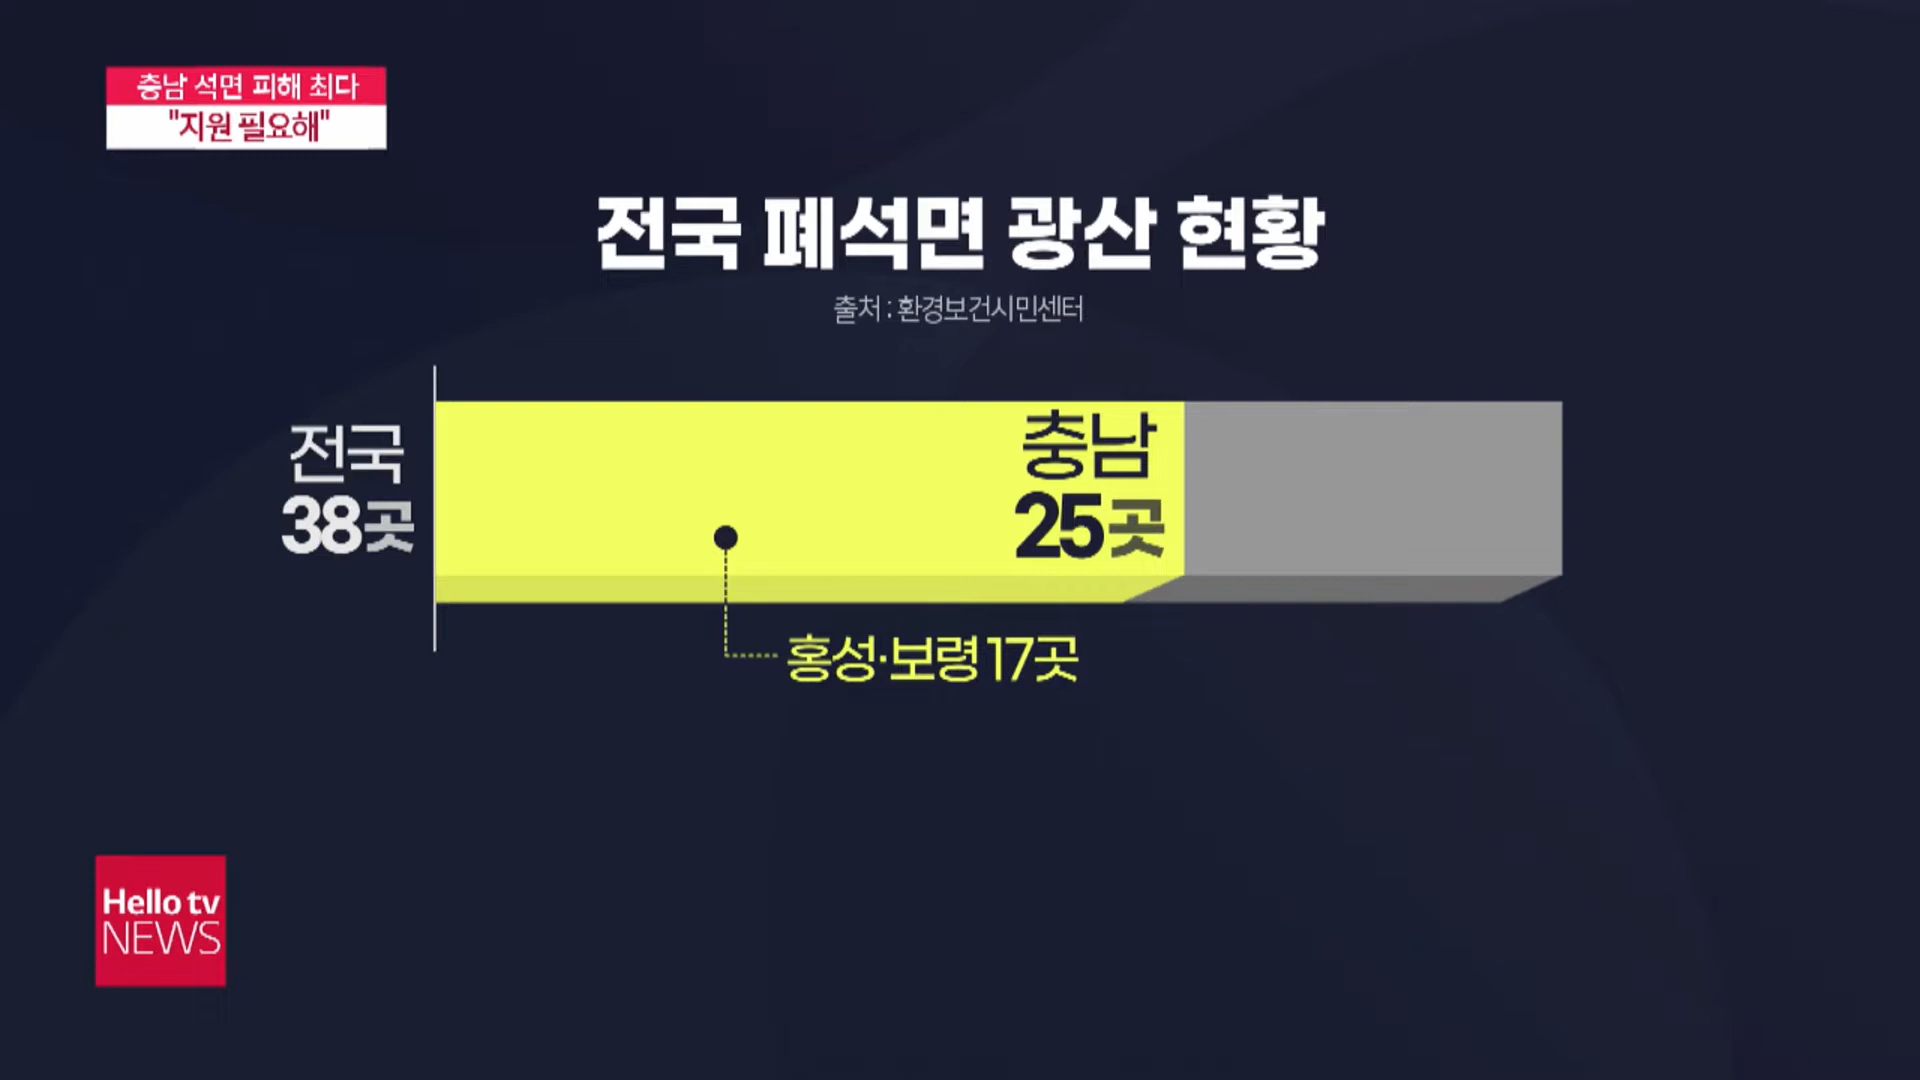 충남 석면 피해 최다
"지원 필요해"
전국 폐석면 광산 현황
출처 : 환경보건시민센터
전국
38곳
충남
25곳
홍성·보령 17곳
Hello tv
NEWS